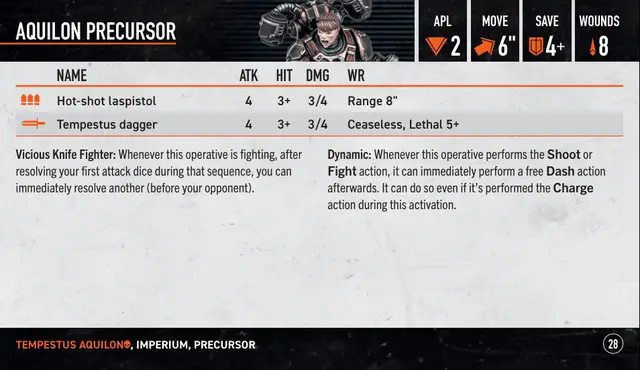 AQUILON PRECURSOR
APL MOVE SAVE WOUNDS
2 6" 4+ 8
NAME ATK HIT DMG WR
Hot-shot laspistol 4 3+ 3/4 Range 8"
Tempestus dagger 4 3+ 3/4 Ceaseless, Lethal 5+
Vicious Knife Fighter: Whenever this operative is fighting, after
resolving your first attack dice during that sequence, you can
immediately resolve another (before your opponent).
Dynamic: Whenever this operative performs the Shoot or
Fight action, it can immediately perform a free Dash action
afterwards. It can do so even if it's performed the Charge
action during this activation.
TEMPESTUS AQUILON, IMPERIUM, PRECURSOR
28